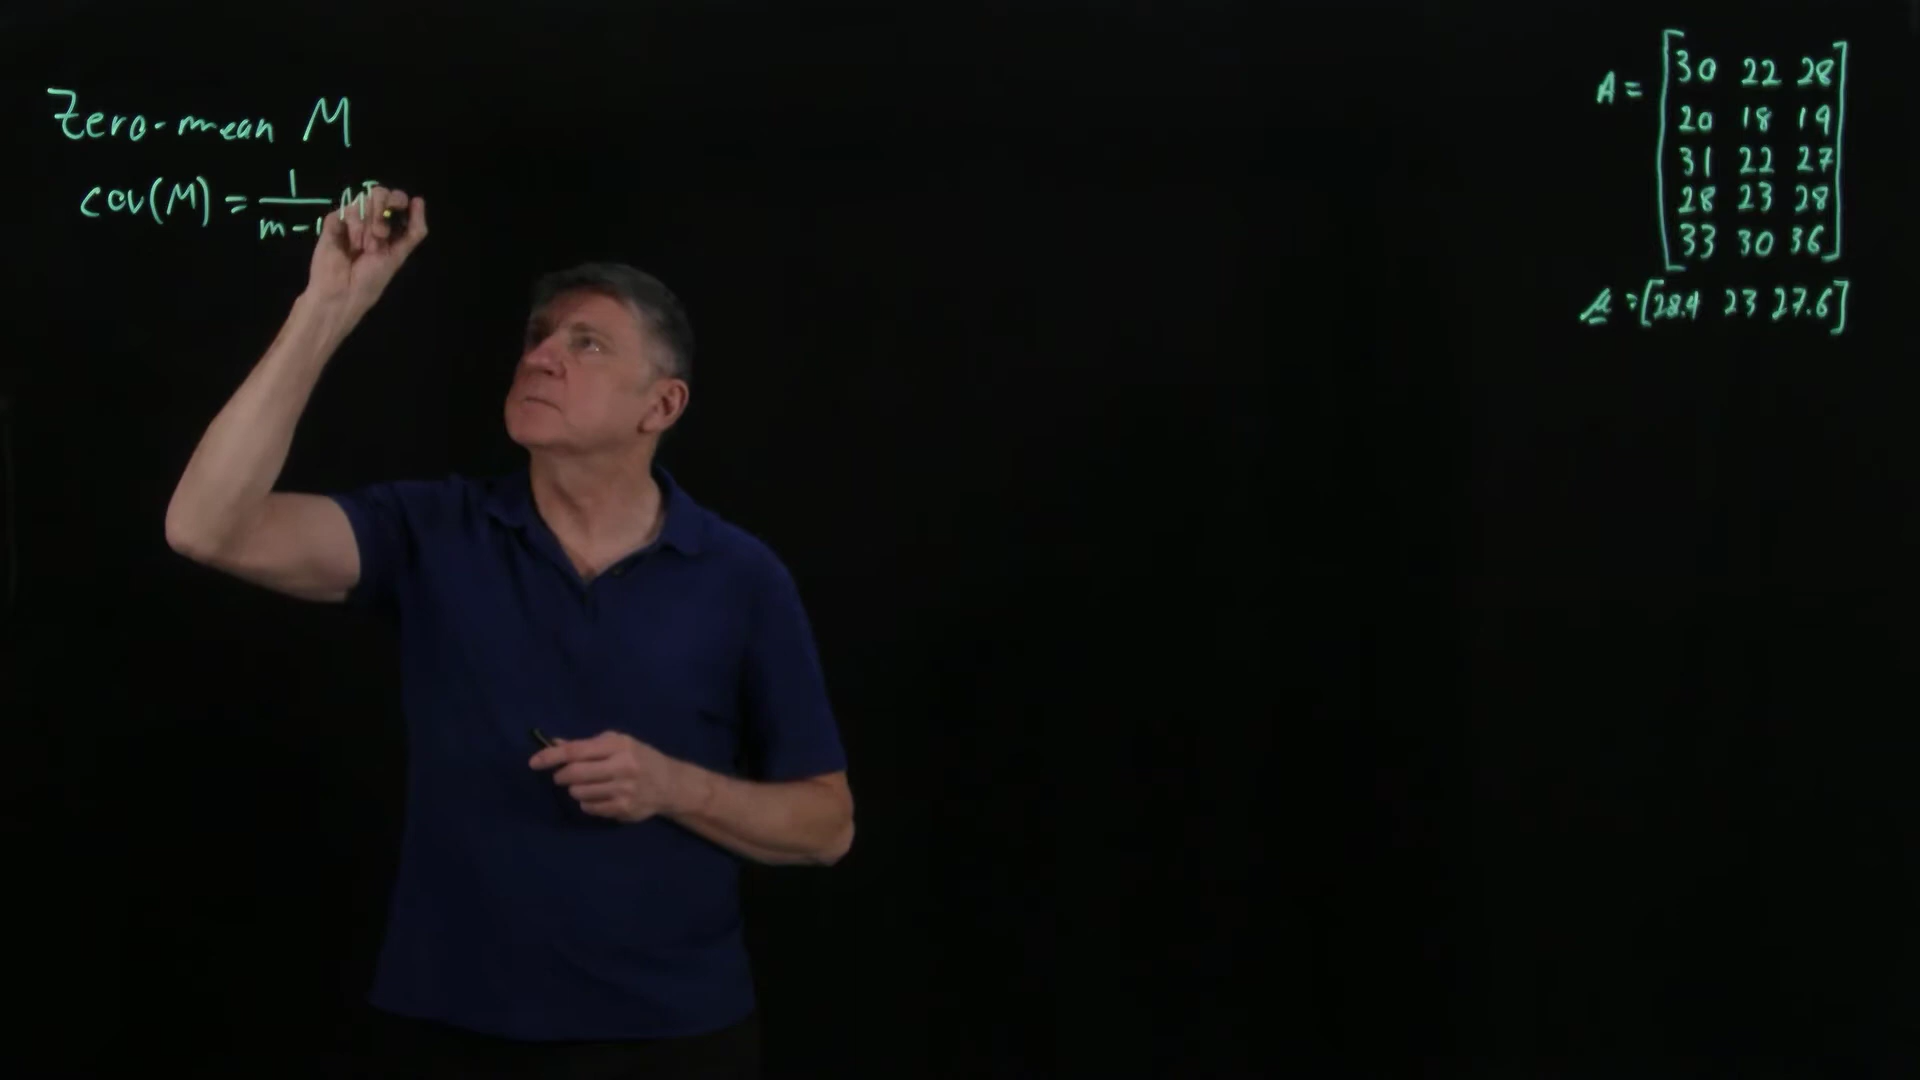 Zero-mean M
cov(M) = 1/m-1 Mᵀ
A = [30 22 28
20 18 19
31 22 27
28 23 28
33 30 36]
μ = [28.4 23 27.6]